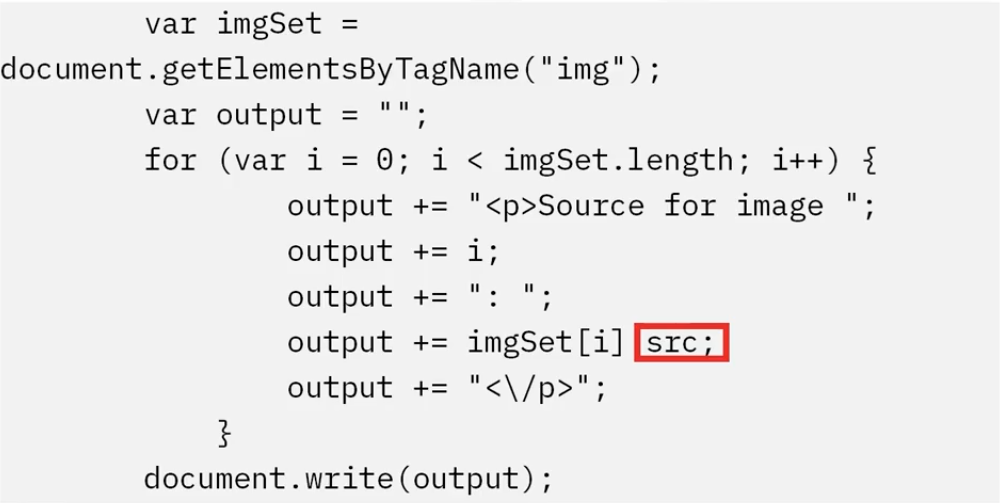 var imgSet =
document.getElementsByTagName("img");
var output = "";
for (var i = 0; i < imgSet.length; i++) {
output += "<p>Source for image ";
output += i;
output += ": ";
output += imgSet[i] src;
output += "<\/p>";
}
document.write(output);